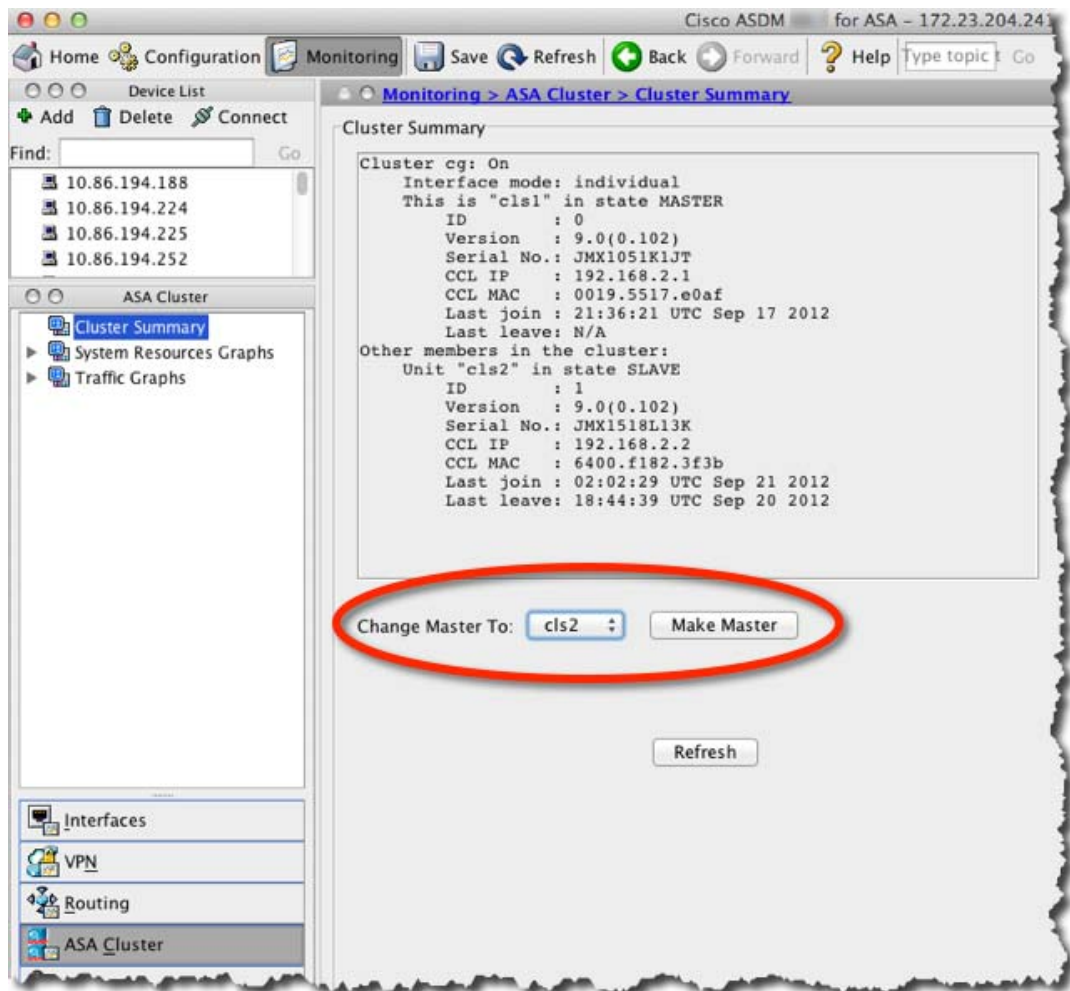 Cisco ASDM for ASA – 172.23.204.241
Home Configuration Monitoring Save Refresh Back Forward Help Type topic t Go
Device List
Add Delete Connect
Find: Go
10.86.194.188
10.86.194.224
10.86.194.225
10.86.194.252
ASA Cluster
Cluster Summary
System Resources Graphs
Traffic Graphs
Interfaces
VPN
Routing
ASA Cluster
Monitoring > ASA Cluster > Cluster Summary
Cluster Summary
Cluster cg: On
Interface mode: individual
This is "cls1" in state MASTER
ID : 0
Version : 9.0(0.102)
Serial No.: JMX1051K1JT
CCL IP : 192.168.2.1
CCL MAC : 0019.5517.e0af
Last join : 21:36:21 UTC Sep 17 2012
Last leave: N/A
Other members in the cluster:
Unit "cls2" in state SLAVE
ID : 1
Version : 9.0(0.102)
Serial No.: JMX1518L13K
CCL IP : 192.168.2.2
CCL MAC : 6400.f182.3f3b
Last join : 02:02:29 UTC Sep 21 2012
Last leave: 18:44:39 UTC Sep 20 2012
Change Master To: cls2 Make Master
Refresh